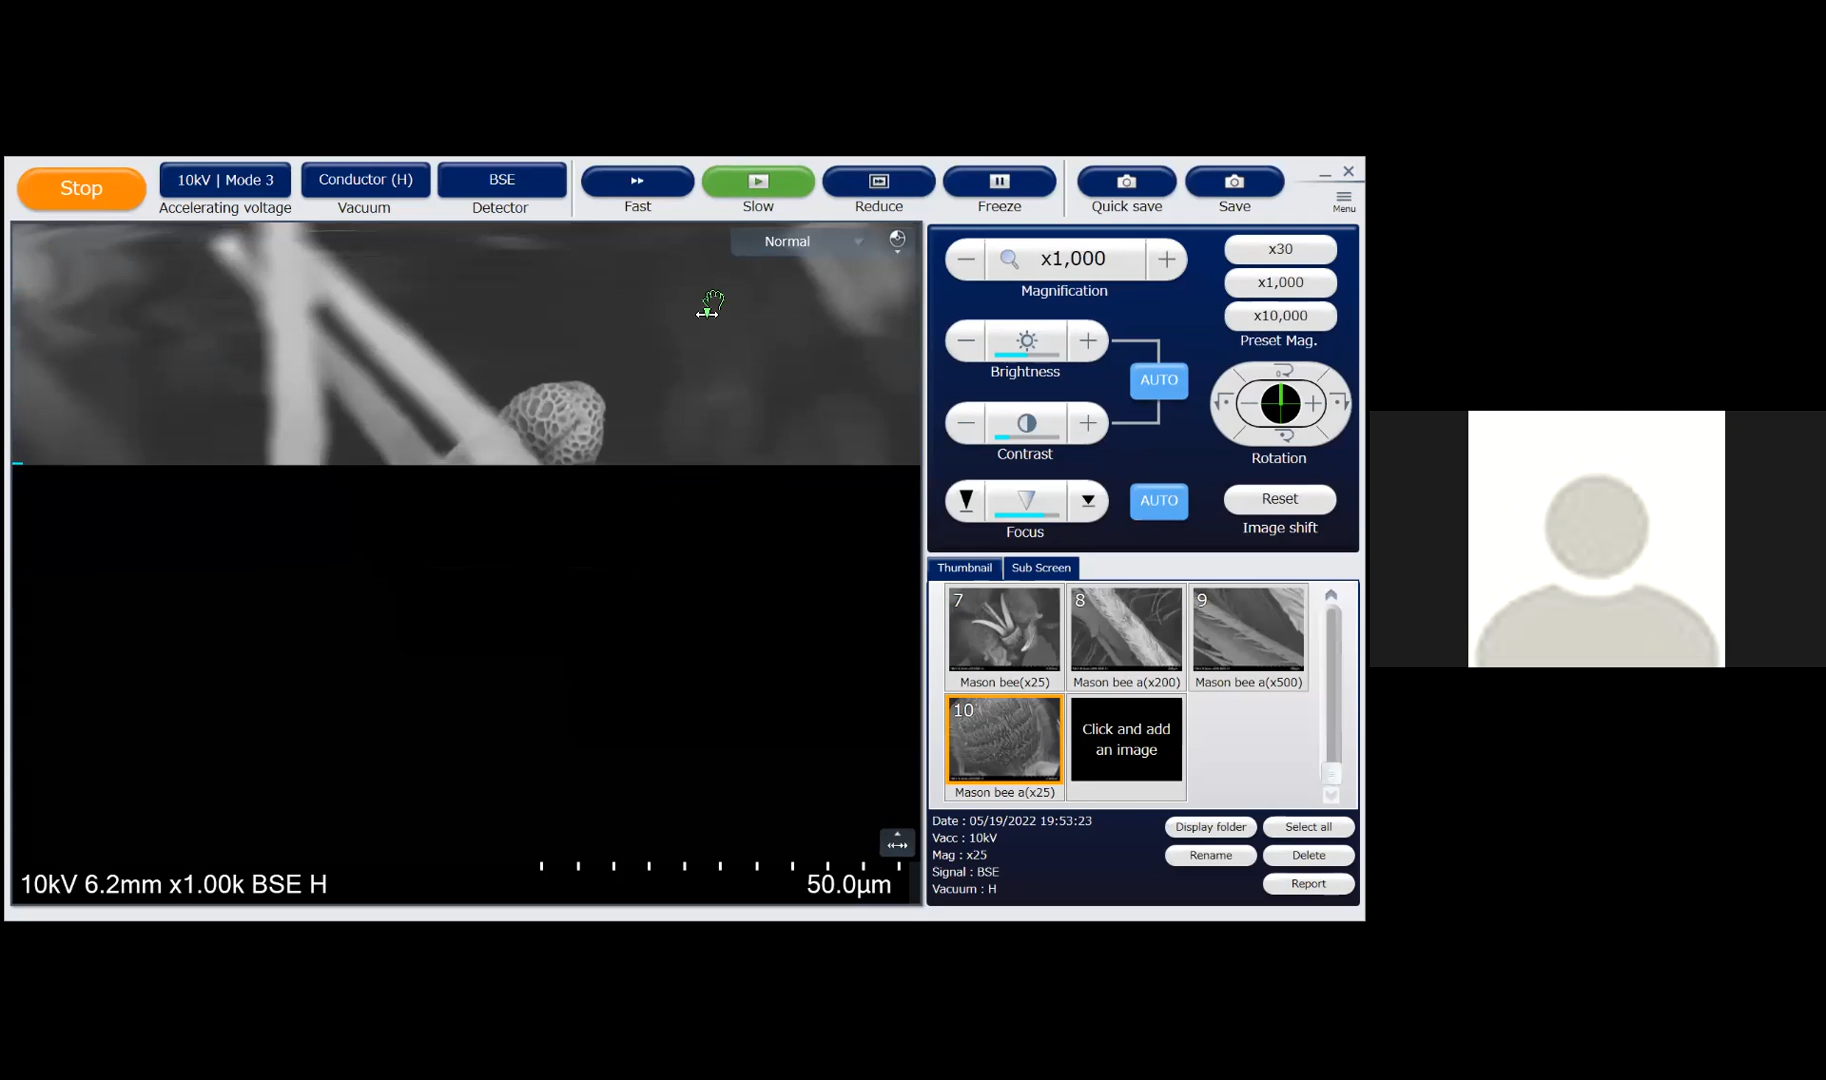 Stop
10kV | Mode 3
Accelerating voltage
Conductor (H)
Vacuum
BSE
Detector
Fast
Slow
Reduce
Freeze
Quick save
Save
Menu
Normal
x1,000
Magnification
x30
x1,000
x10,000
Preset Mag.
Brightness
AUTO
Contrast
0
Rotation
Focus
AUTO
Reset
Image shift
Thumbnail
Sub Screen
7
8
9
Mason bee(x25)
Mason bee a(x200)
Mason bee a(x500)
10
Click and add
an image
Mason bee a(x25)
Date : 05/19/2022 19:53:23
Vacc : 10kV
Mag : x25
Signal : BSE
Vacuum : H
Display folder
Select all
Rename
Delete
Report
10kV 6.2mm x1.00k BSE H
50.0µm